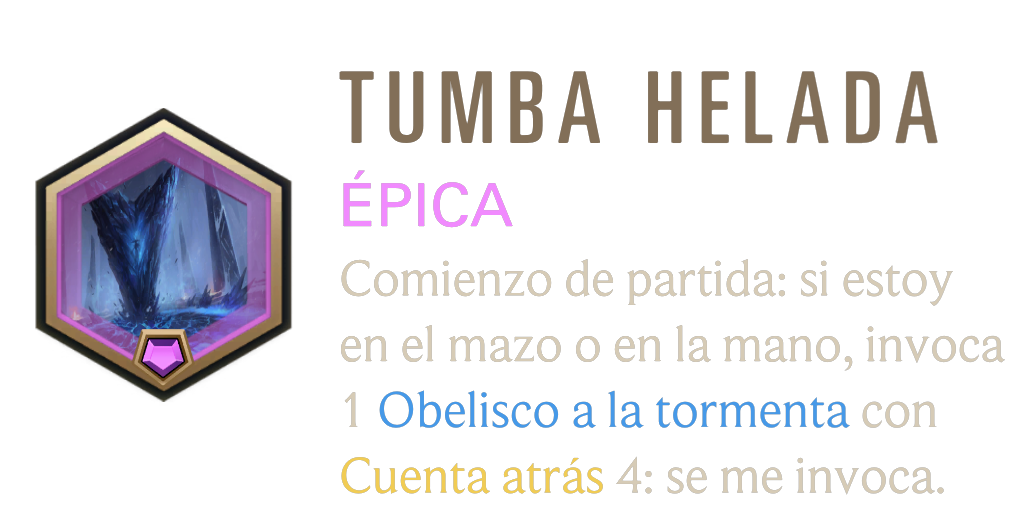 TUMBA HELADA
ÉPICA
Comienzo de partida: si estoy
en el mazo o en la mano, invoca
1 Obelisco a la tormenta con
Cuenta atrás 4: se me invoca.